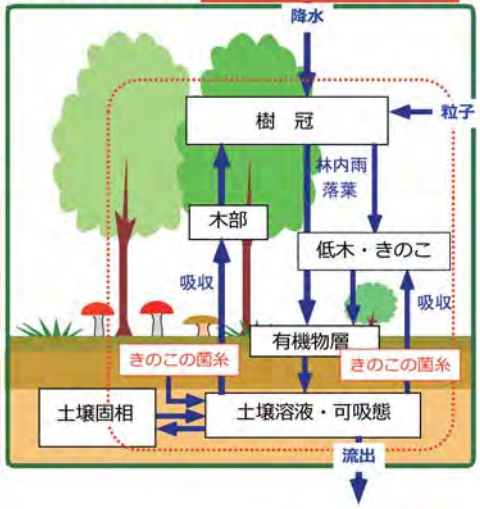 降水
樹 冠
粒子
林内雨
落葉
木部
低木・きのこ
吸収
吸収
有機物層
きのこの菌糸
きのこの菌糸
土壌固相
土壌溶液・可吸態
流出